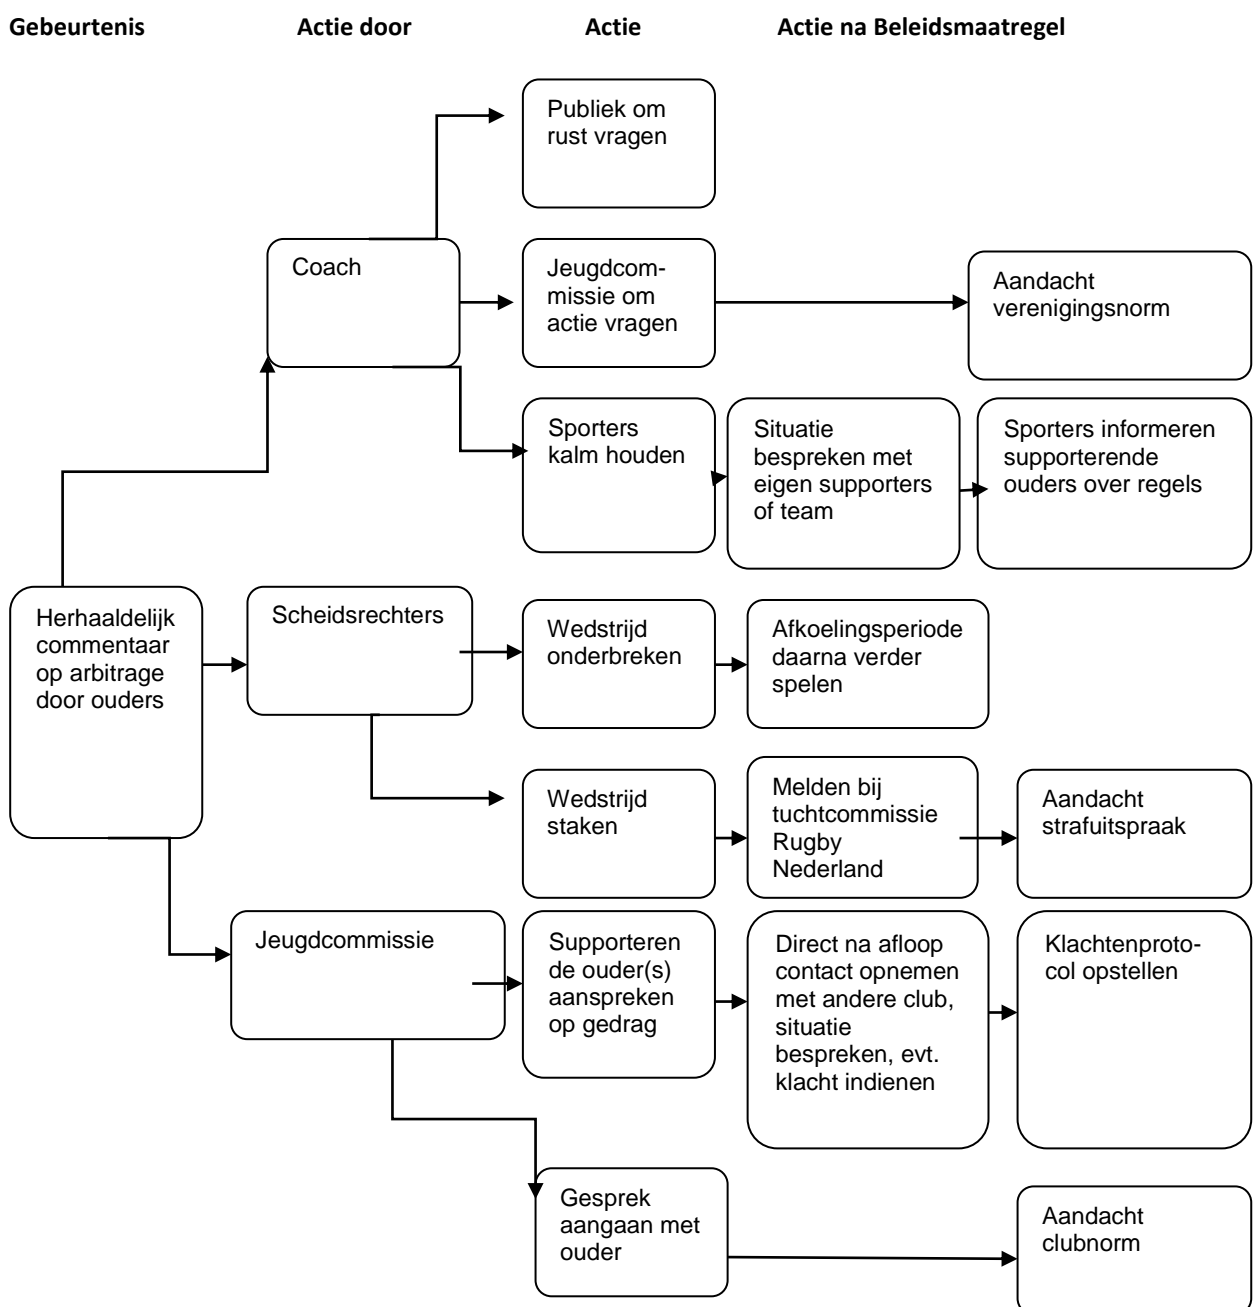 Gebeurtenis Actie door Actie Actie na Beleidsmaatregel
Publiek om
rust vragen
Coach
Jeugdcom-
missie om
actie vragen
Aandacht
verenigingsnorm
Sporters
kalm houden
Situatie
bespreken met
eigen supporters
of team
Sporters informeren
supporterende
ouders over regels
Herhaaldelijk
commentaar
op arbitrage
door ouders
Scheidsrechters
Wedstrijd
onderbreken
Afkoelingsperiode
daarna verder
spelen
Wedstrijd
staken
Melden bij
tuchtcommissie
Rugby
Nederland
Aandacht
strafuitspraak
Jeugdcommissie
Supporteren
de ouder(s)
aanspreken
op gedrag
Direct na afloop
contact opnemen
met andere club,
situatie
bespreken, evt.
klacht indienen
Klachtenproto-
col opstellen
Gesprek
aangaan met
ouder
Aandacht
clubnorm